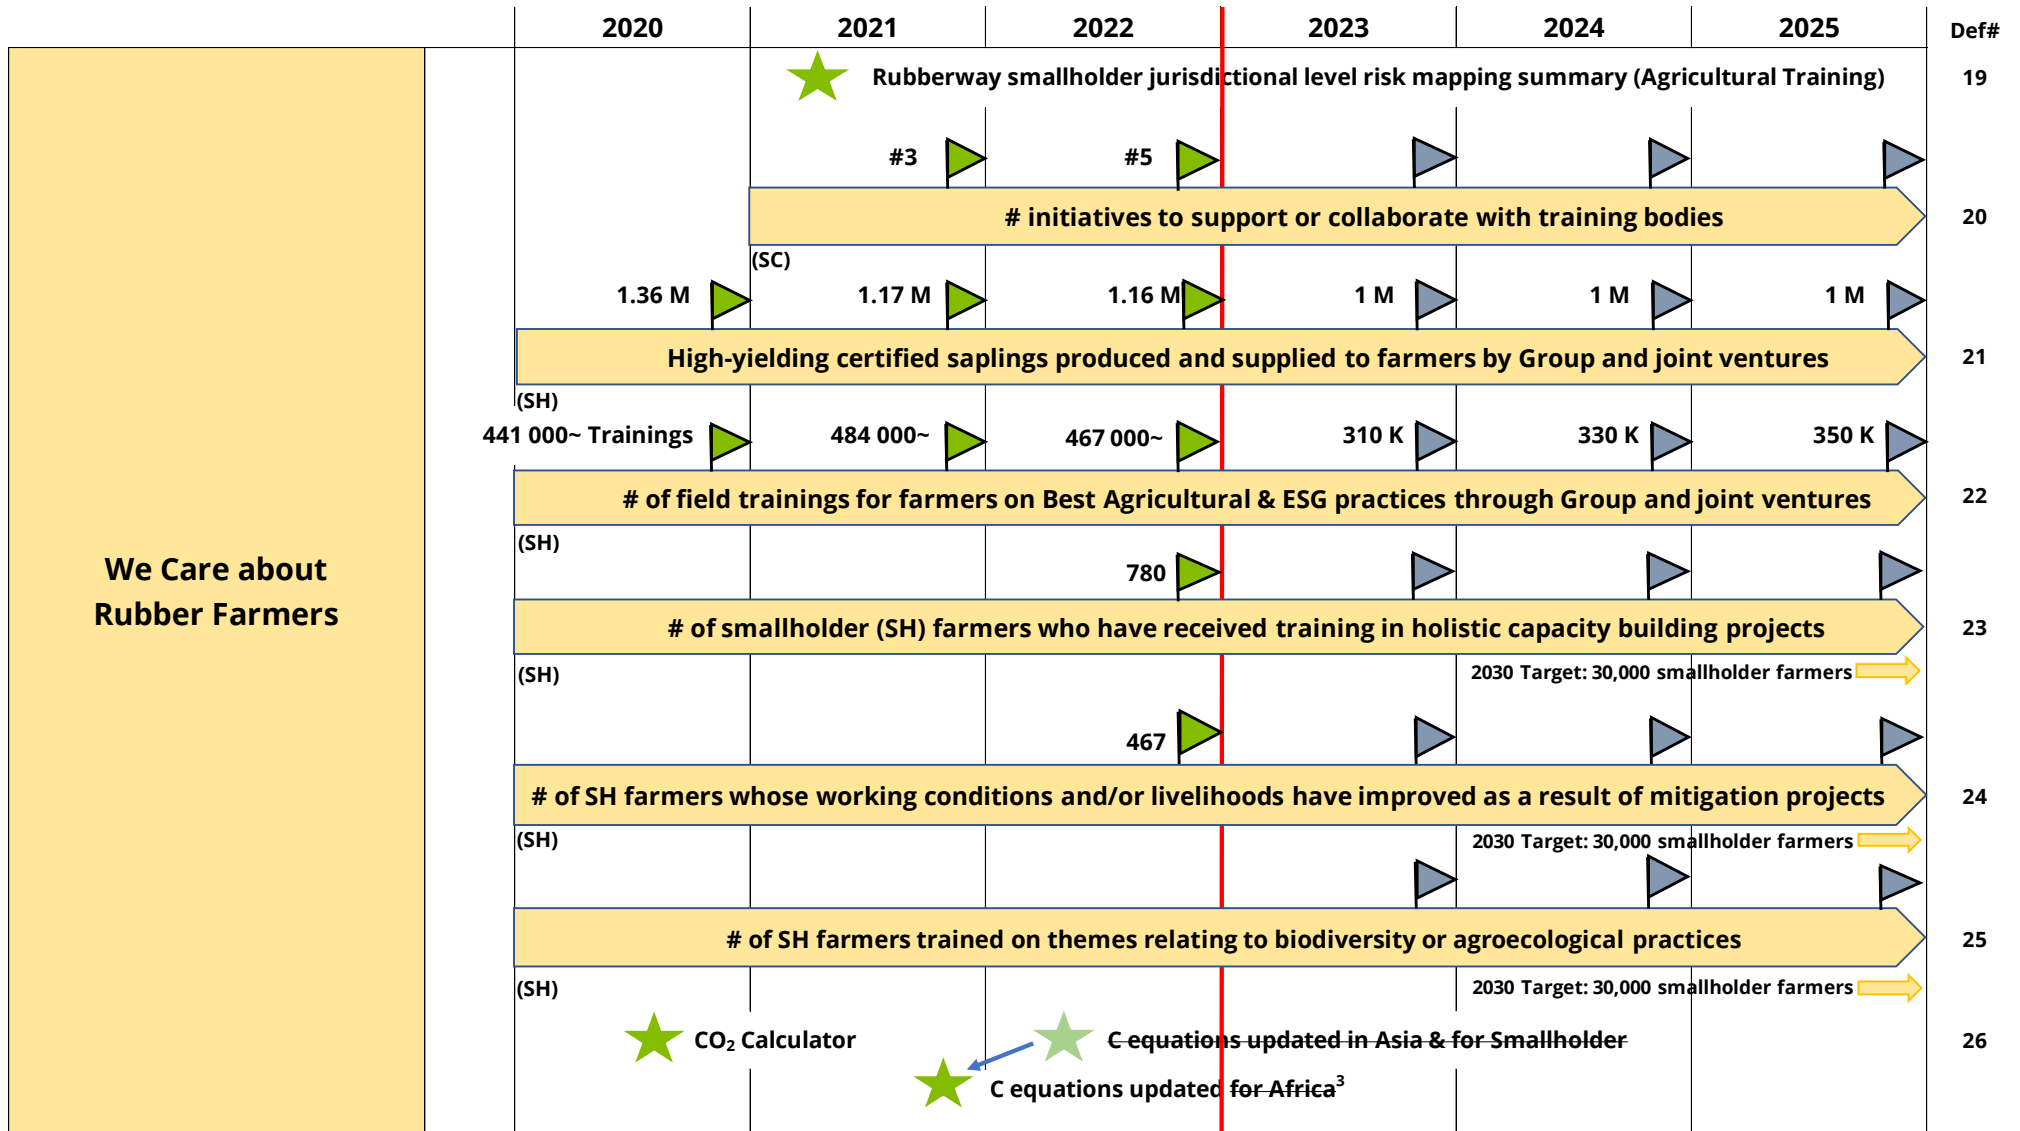 2020 2021 2022 2023 2024 2025 Def#
Rubberway smallholder jurisdictional level risk mapping summary (Agricultural Training) 19
#3 #5
# initiatives to support or collaborate with training bodies 20
(SC)
1.36 M 1.17 M 1.16 M 1 M 1 M 1 M
High-yielding certified saplings produced and supplied to farmers by Group and joint ventures 21
(SH)
441 000~ Trainings 484 000~ 467 000~ 310 K 330 K 350 K
# of field trainings for farmers on Best Agricultural & ESG practices through Group and joint ventures 22
(SH)
We Care about
Rubber Farmers
780
# of smallholder (SH) farmers who have received training in holistic capacity building projects 23
(SH) 2030 Target: 30,000 smallholder farmers
467
# of SH farmers whose working conditions and/or livelihoods have improved as a result of mitigation projects 24
(SH) 2030 Target: 30,000 smallholder farmers
# of SH farmers trained on themes relating to biodiversity or agroecological practices 25
(SH) 2030 Target: 30,000 smallholder farmers
CO₂ Calculator C equations updated in Asia & for Smallholder 26
C equations updated for Africa³